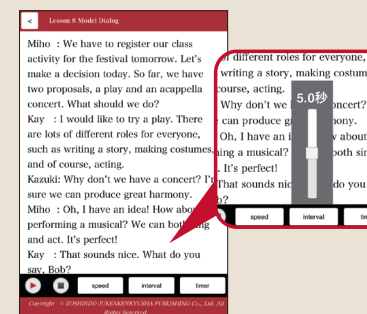 < Lesson 8 Model Dialog
Miho : We have to register our class
activity for the festival tomorrow. Let's
make a decision today. So far, we have
two proposals, a play and an acappella
concert. What should we do?
Kay : I would like to try a play. There
are lots of different roles for everyone,
such as writing a story, making costumes,
and of course, acting.
Kazuki: Why don't we have a concert? I'm
sure we can produce great harmony.
Miho : Oh, I have an idea! How about
performing a musical? We can both sing
and act. It's perfect!
Kay : That sounds nice. What do you
say, Bob?
speed interval timer
Copyright © ZOSHINDO-JUKENKENKYUSHA PUBLISHING Co., Ltd. All
Rights Reserved.
of different roles for everyone,
writing a story, making costum
course, acting.
Why don't we oncert?
can produce g ony.
Oh, I have an i w about
ing a musical? oth sin
. It's perfect!
That sounds nic do you
b?
5.0秒
speed interval tim